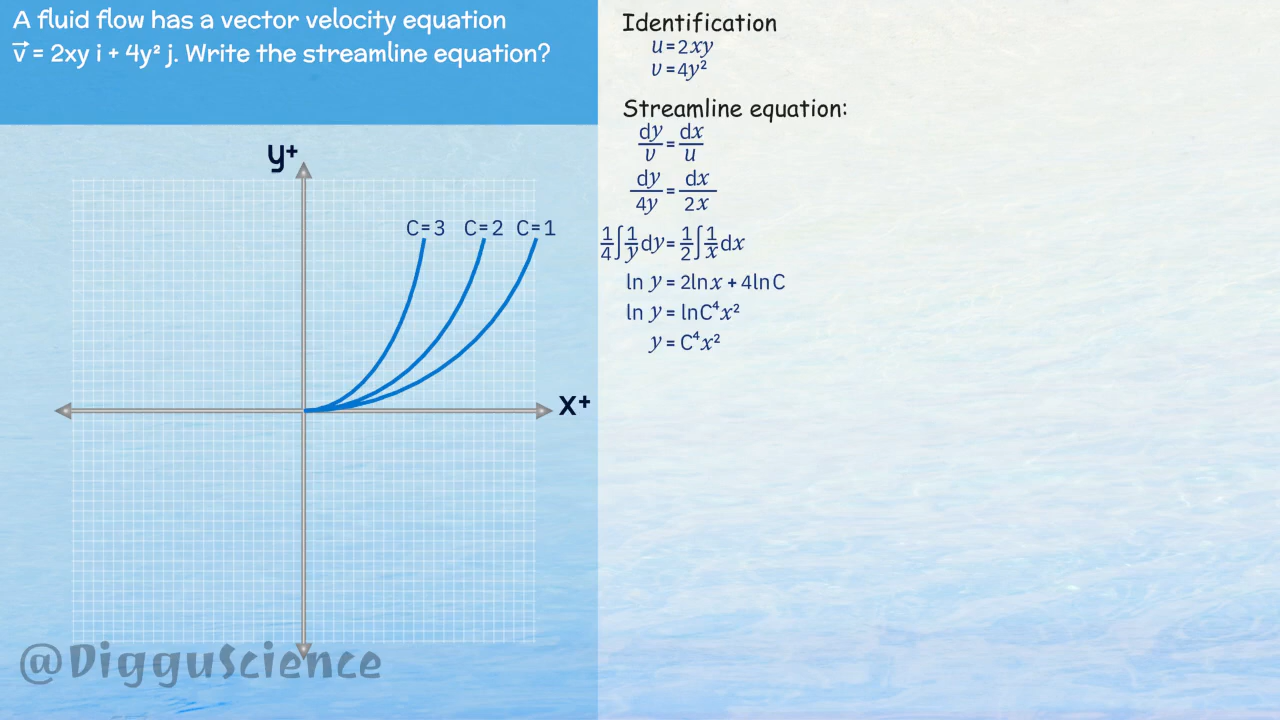 A fluid flow has a vector velocity equation
v⃗ = 2xy i + 4y² j. Write the streamline equation?
y+
C=3 C=2 C=1
x+
@DigguScience
Identification
u=2xy
v=4y²
Streamline equation:
dy/v = dx/u
dy/4y = dx/2x
1/4∫1/y dy = 1/2∫1/x dx
ln y = 2lnx + 4lnC
ln y = lnC⁴x²
y = C⁴x²